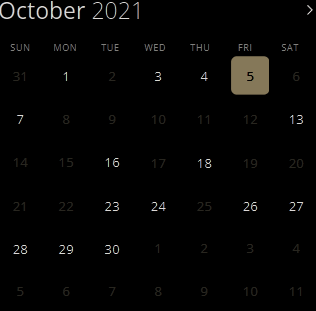 October 2021
SUN MON TUE WED THU FRI SAT
31 1 2 3 4 5 6
7 8 9 10 11 12 13
14 15 16 17 18 19 20
21 22 23 24 25 26 27
28 29 30 1 2 3 4
5 6 7 8 9 10 11